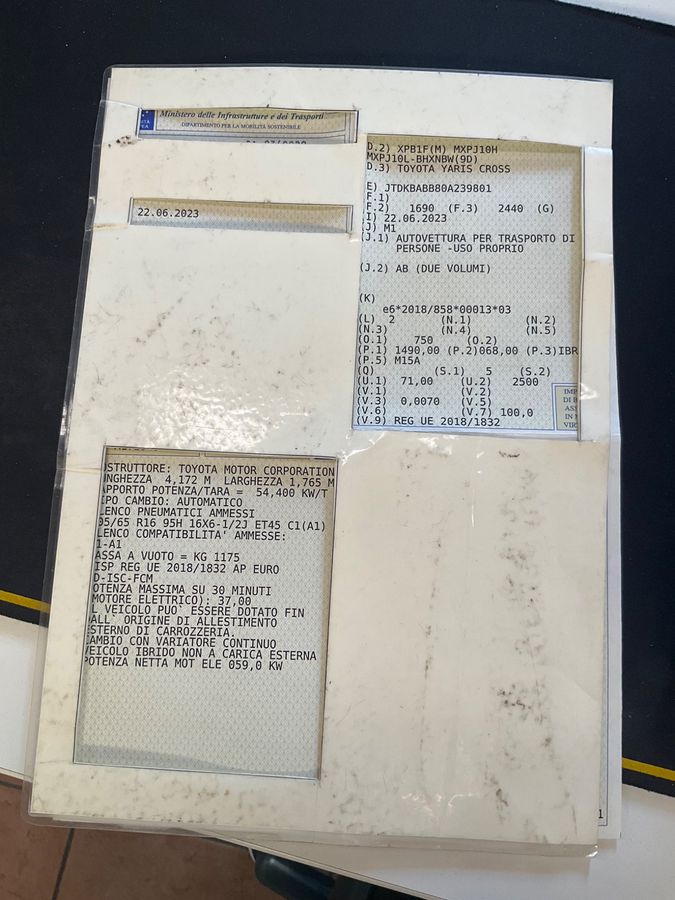 Ministero delle Infrastrutture e dei Trasporti
DIPARTIMENTO PER LA MOBILITÀ SOSTENIBILE
22.06.2023
D.2) XPB1F(M) MXPJ10H
MXPJ10L-BHXNBW(9D)
D.3) TOYOTA YARIS CROSS
E) JTDKBABB80A239801
F.1)
F.2) 1690 (F.3) 2440 (G)
I) 22.06.2023
(J) M1
(J.1) AUTOVETTURA PER TRASPORTO DI
PERSONE -USO PROPRIO
(J.2) AB (DUE VOLUMI)
(K)
e6*2018/858*00013*03
(L) 2 (N.1) (N.2)
(N.3) (N.4) (N.5)
(O.1) 750 (O.2)
(P.1) 1490,00 (P.2)068,00 (P.3)IBR
(P.5) M15A
(Q) (S.1) 5 (S.2)
(U.1) 71,00 (U.2) 2500
(V.1) (V.2)
(V.3) 0,0070 (V.5)
(V.6) (V.7) 100,0
(V.9) REG UE 2018/1832
IMP
DI B
ASS
IN M
VIR
STRUTTORE: TOYOTA MOTOR CORPORATION
NGHEZZA 4,172 M LARGHEZZA 1,765 M
APPORTO POTENZA/TARA = 54,400 KW/T
IPO CAMBIO: AUTOMATICO
LENCO PNEUMATICI AMMESSI
05/65 R16 95H 16X6-1/2J ET45 C1(A1)
LENCO COMPATIBILITA' AMMESSE:
1-A1
ASSA A VUOTO = KG 1175
ISP REG UE 2018/1832 AP EURO
D-ISC-FCM
OTENZA MASSIMA SU 30 MINUTI
MOTORE ELETTRICO): 37,00
L VEICOLO PUO` ESSERE DOTATO FIN
ALL` ORIGINE DI ALLESTIMENTO
STERNO DI CARROZZERIA.
CAMBIO CON VARIATORE CONTINUO
VEICOLO IBRIDO NON A CARICA ESTERNA
POTENZA NETTA MOT ELE 059,0 KW
1